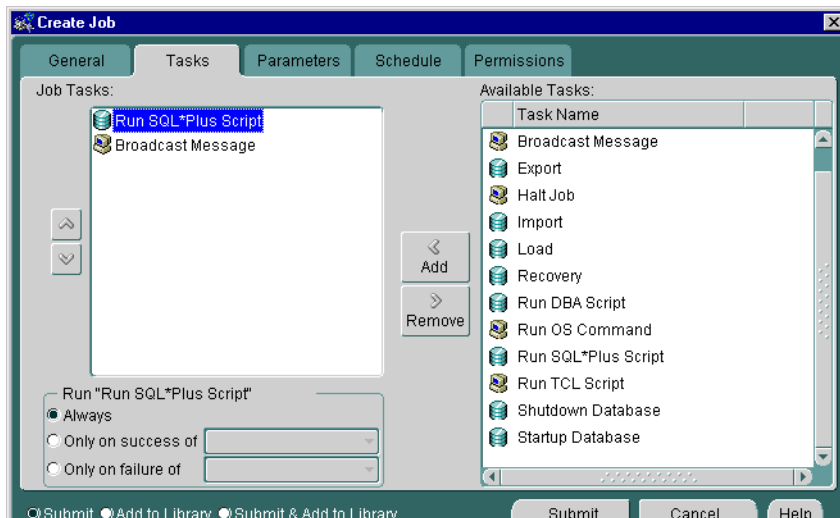 Create Job
General Tasks Parameters Schedule Permissions
Job Tasks:
Run SQL*Plus Script
Broadcast Message
Add
Remove
Run "Run SQL*Plus Script"
Always
Only on success of
Only on failure of
Available Tasks:
Task Name
Broadcast Message
Export
Halt Job
Import
Load
Recovery
Run DBA Script
Run OS Command
Run SQL*Plus Script
Run TCL Script
Shutdown Database
Startup Database
Submit Add to Library Submit & Add to Library
Submit Cancel Help